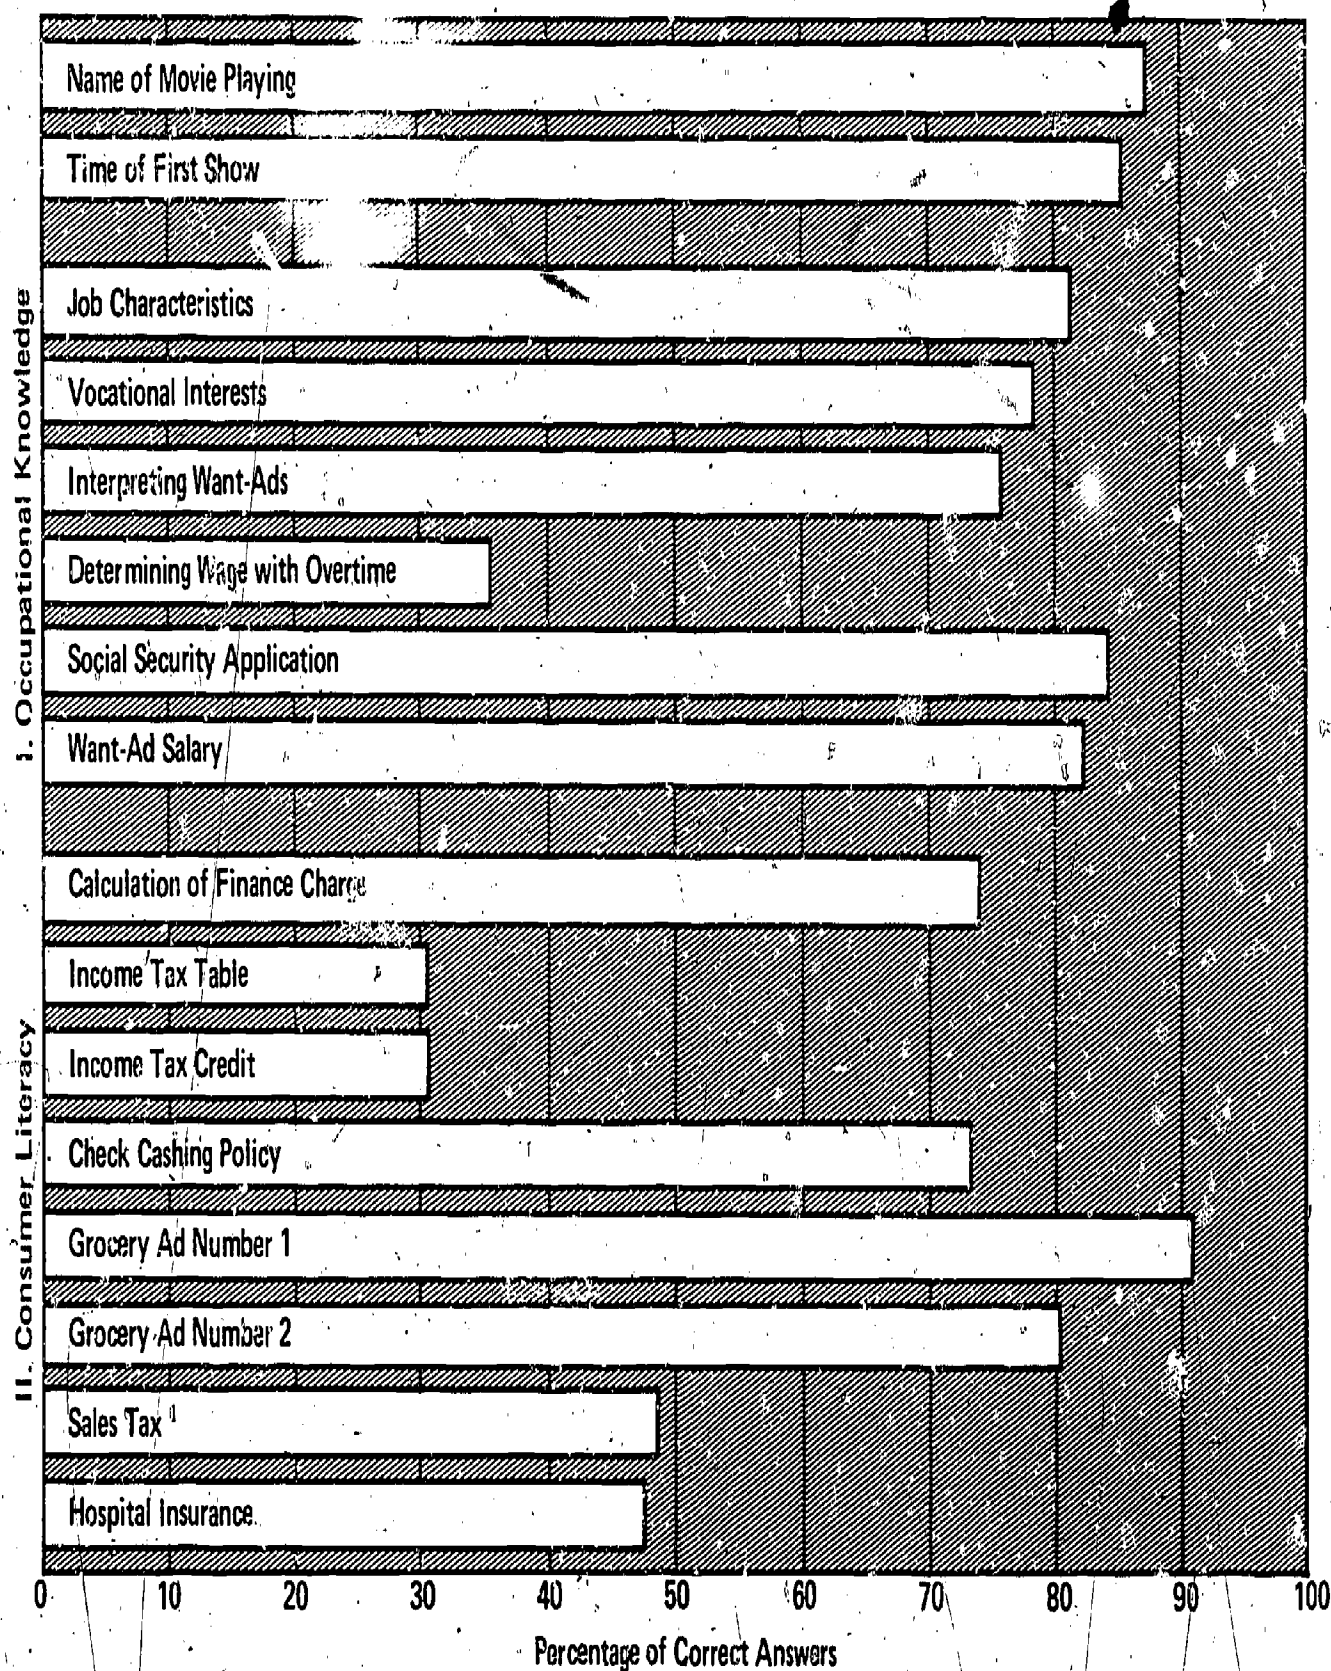 Name of Movie Playing
Time of First Show
I. Occupational Knowledge
Job Characteristics
Vocational Interests
Interpreting Want-Ads
Determining Wage with Overtime
Social Security Application
Want-Ad Salary
II. Consumer Literacy
Calculation of Finance Charge
Income Tax Table
Income Tax Credit
Check Cashing Policy
Grocery Ad Number 1
Grocery Ad Number 2
Sales Tax
Hospital Insurance
0 10 20 30 40 50 60 70 80 90 100
Percentage of Correct Answers